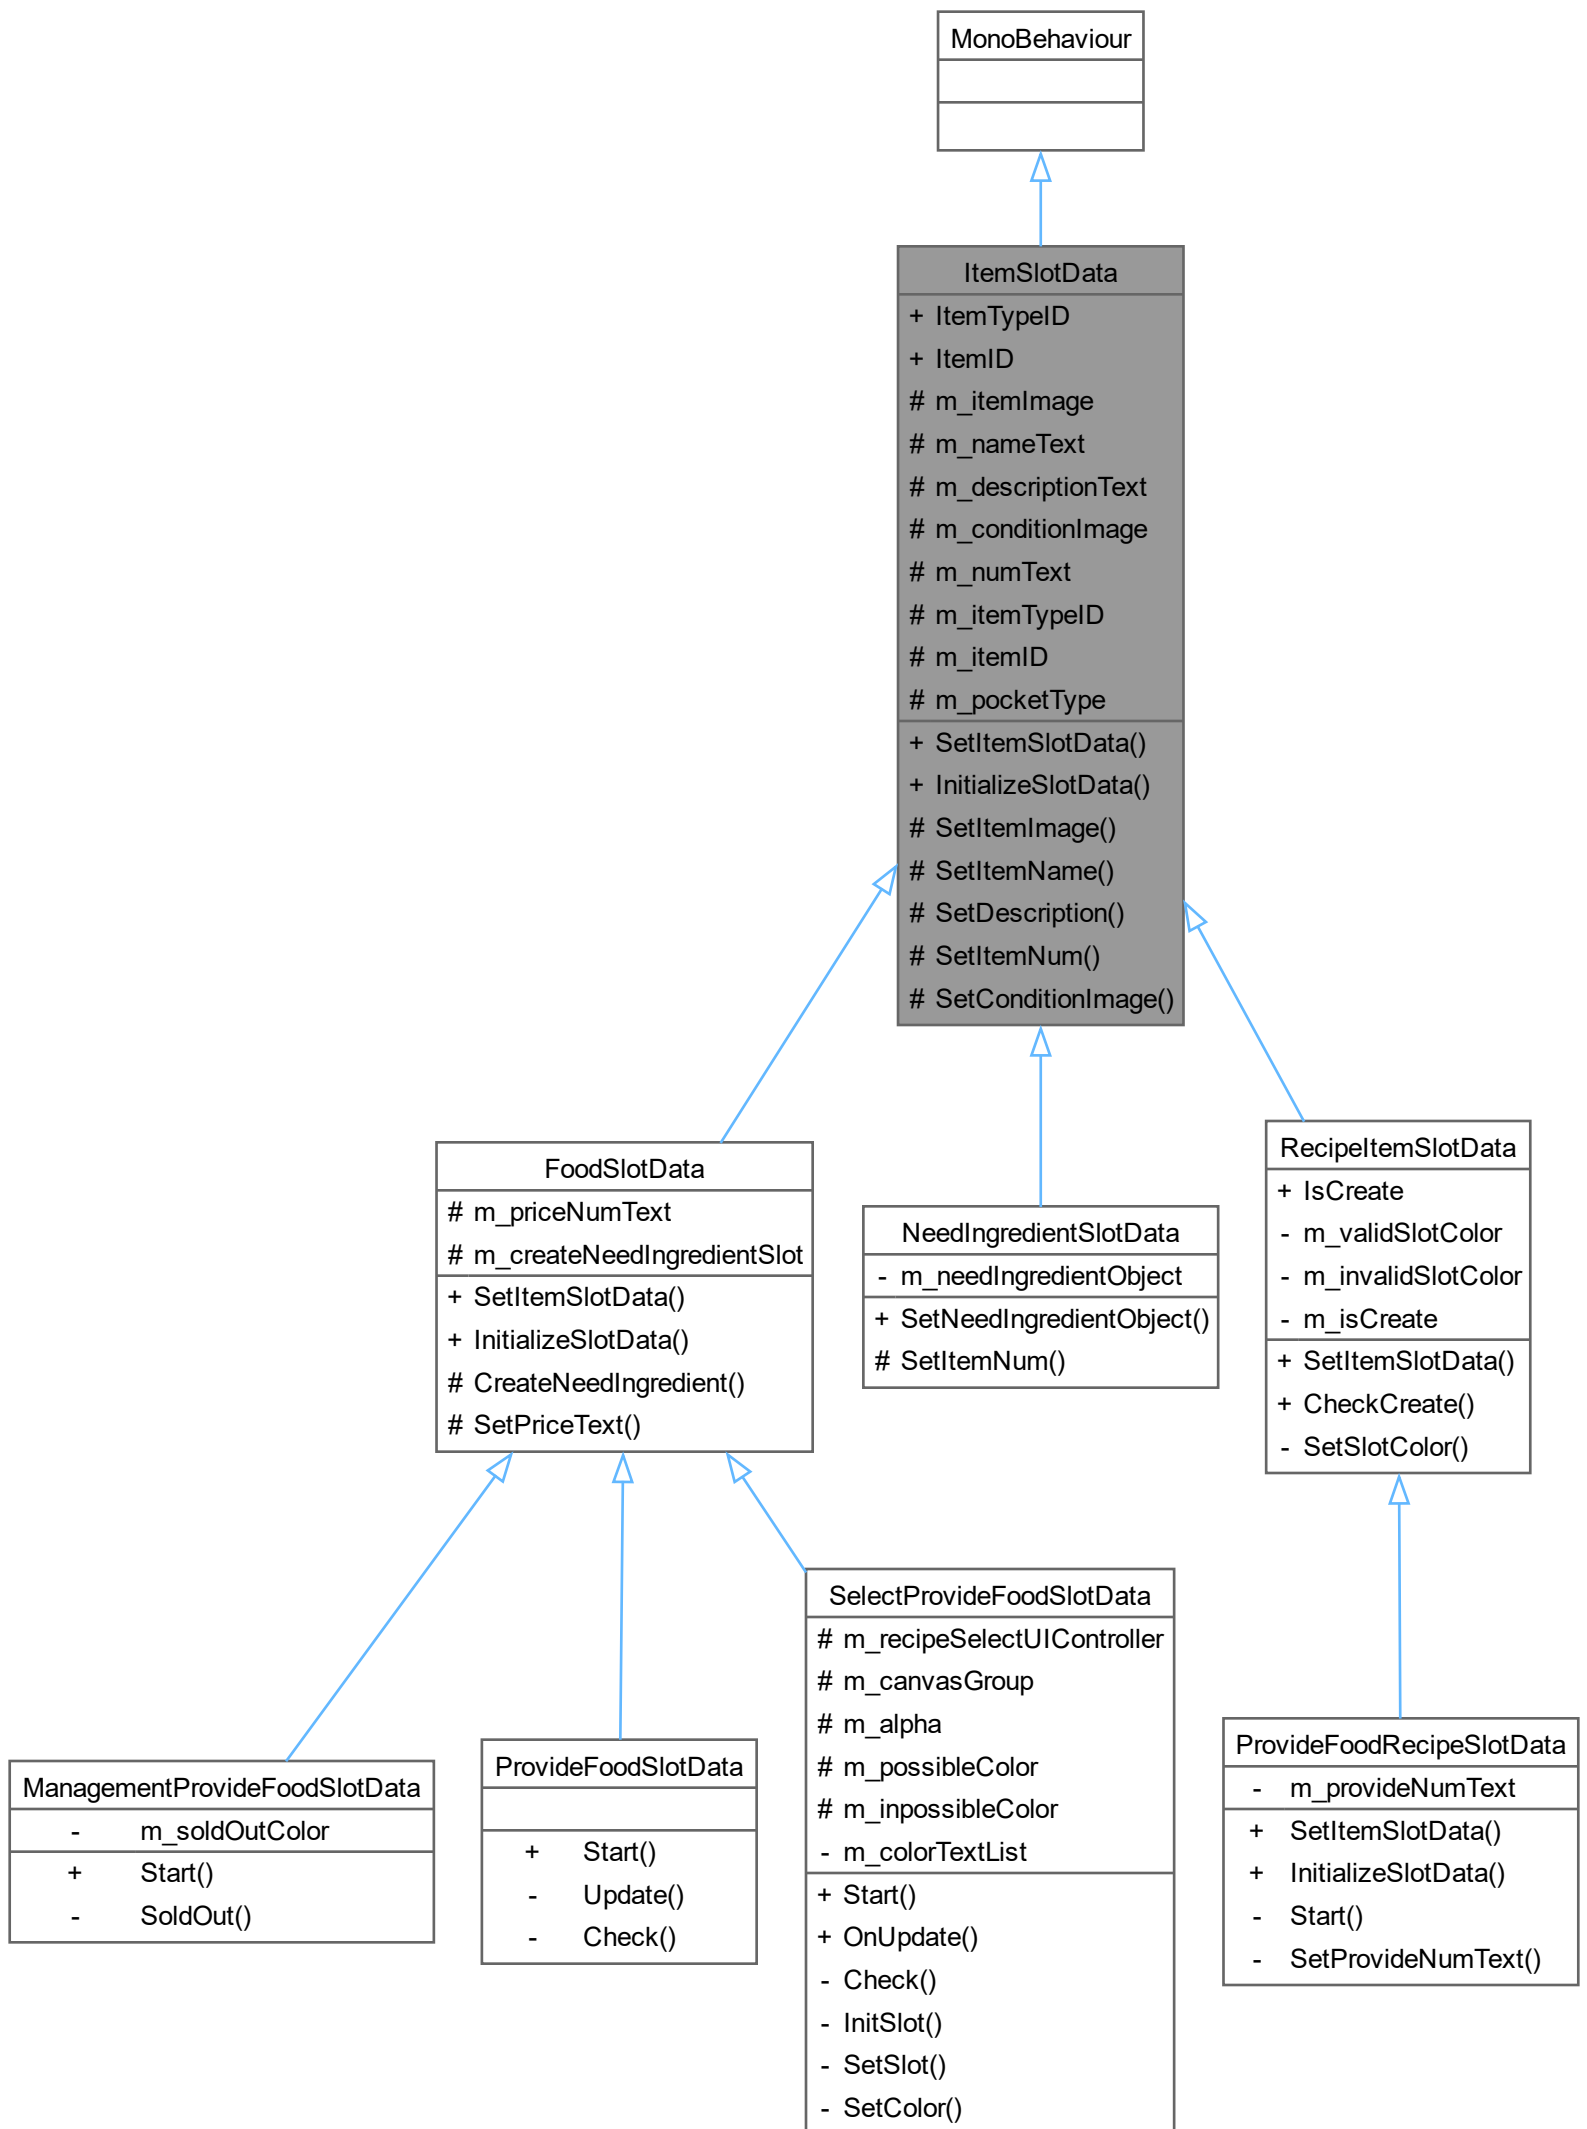 MonoBehaviour
ItemSlotData
+ ItemTypeID
+ ItemID
# m_itemImage
# m_nameText
# m_descriptionText
# m_conditionImage
# m_numText
# m_itemTypeID
# m_itemID
# m_pocketType
+ SetItemSlotData()
+ InitializeSlotData()
# SetItemImage()
# SetItemName()
# SetDescription()
# SetItemNum()
# SetConditionImage()
FoodSlotData
# m_priceNumText
# m_createNeedIngredientSlot
+ SetItemSlotData()
+ InitializeSlotData()
# CreateNeedIngredient()
# SetPriceText()
NeedIngredientSlotData
- m_needIngredientObject
+ SetNeedIngredientObject()
# SetItemNum()
RecipeItemSlotData
+ IsCreate
- m_validSlotColor
- m_invalidSlotColor
- m_isCreate
+ SetItemSlotData()
+ CheckCreate()
- SetSlotColor()
ManagementProvideFoodSlotData
- m_soldOutColor
+ Start()
- SoldOut()
ProvideFoodSlotData
+ Start()
- Update()
- Check()
SelectProvideFoodSlotData
# m_recipeSelectUIController
# m_canvasGroup
# m_alpha
# m_possibleColor
# m_inpossibleColor
- m_colorTextList
+ Start()
+ OnUpdate()
- Check()
- InitSlot()
- SetSlot()
- SetColor()
ProvideFoodRecipeSlotData
- m_provideNumText
+ SetItemSlotData()
+ InitializeSlotData()
- Start()
- SetProvideNumText()